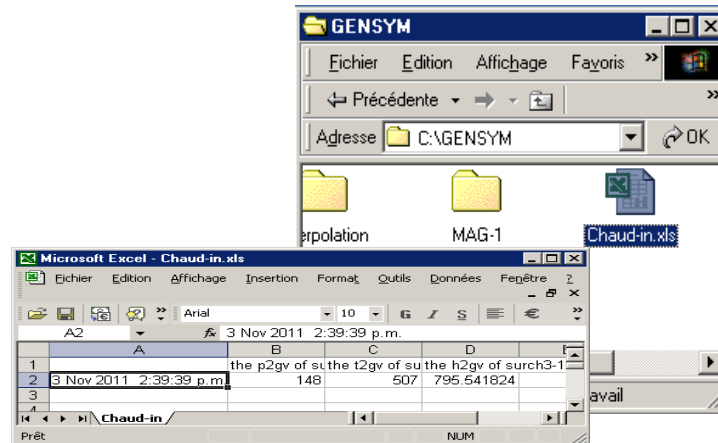 GENSYM
Fichier Edition Affichage Favoris »
Précédente »
Adresse C:\GENSYM OK
erpolation MAG-1 Chaud-in.xls
Microsoft Excel - Chaud-in.xls
Fichier Edition Affichage Insertion Format Outils Données Fenêtre ?
Arial 10 G I S €
A2 fx 3 Nov 2011 2:39:39 p.m.
A B C D
1 the p2gv of su the t2gv of su the h2gv of surch3-1
2 3 Nov 2011 2:39:39 p.m. 148 507 795.541824
3
4
Chaud-in
avail
Prêt NUM